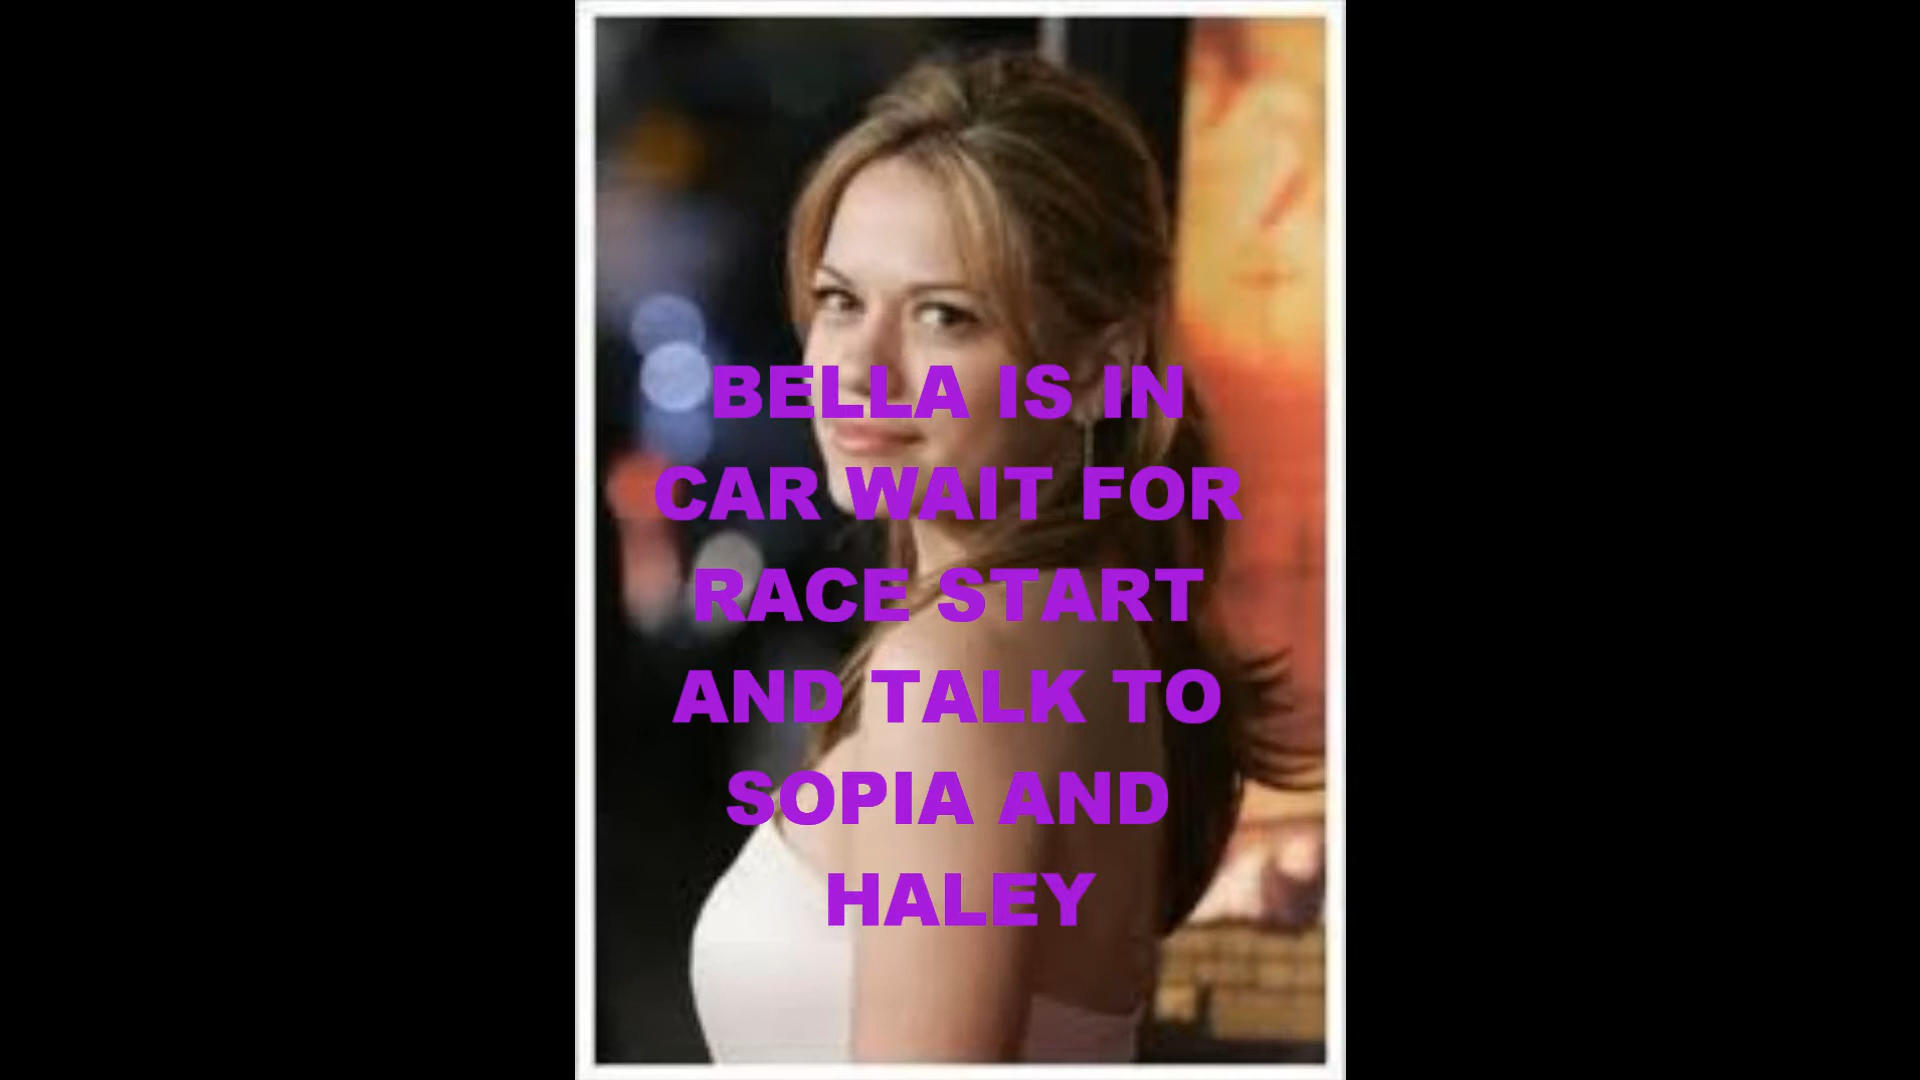 BELLA IS IN
CAR WAIT FOR
RACE START
AND TALK TO
SOPIA AND
HALEY